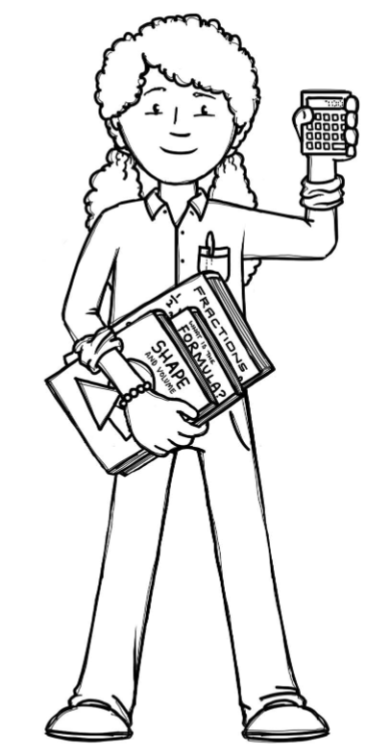 FRACTIONS
WHAT IS THE
FORMULA?
SHAPE
AND VOLUME